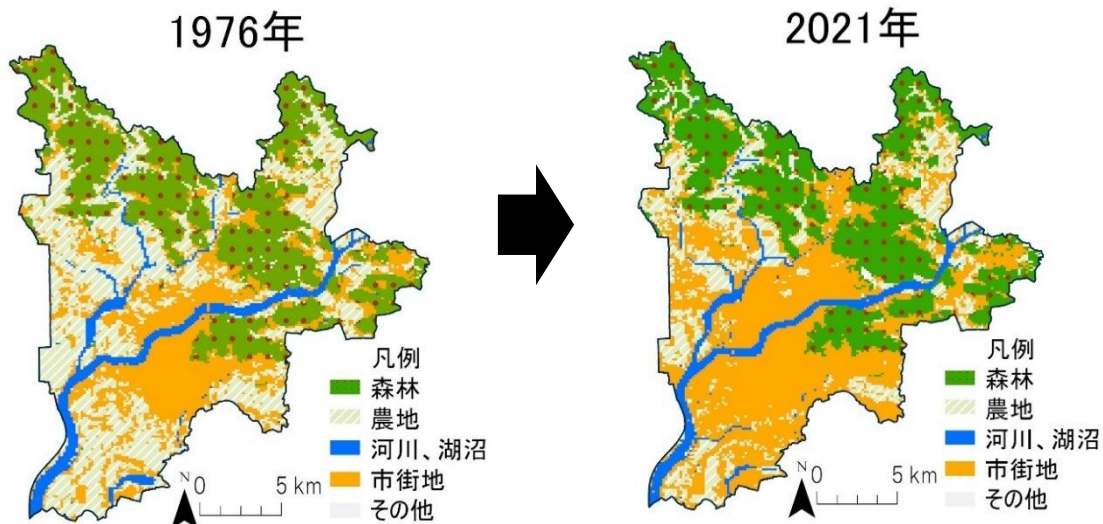 1976年
凡例
森林
農地
河川、湖沼
市街地
その他
N
0 5 km
2021年
凡例
森林
農地
河川、湖沼
市街地
その他
N
0 5 km